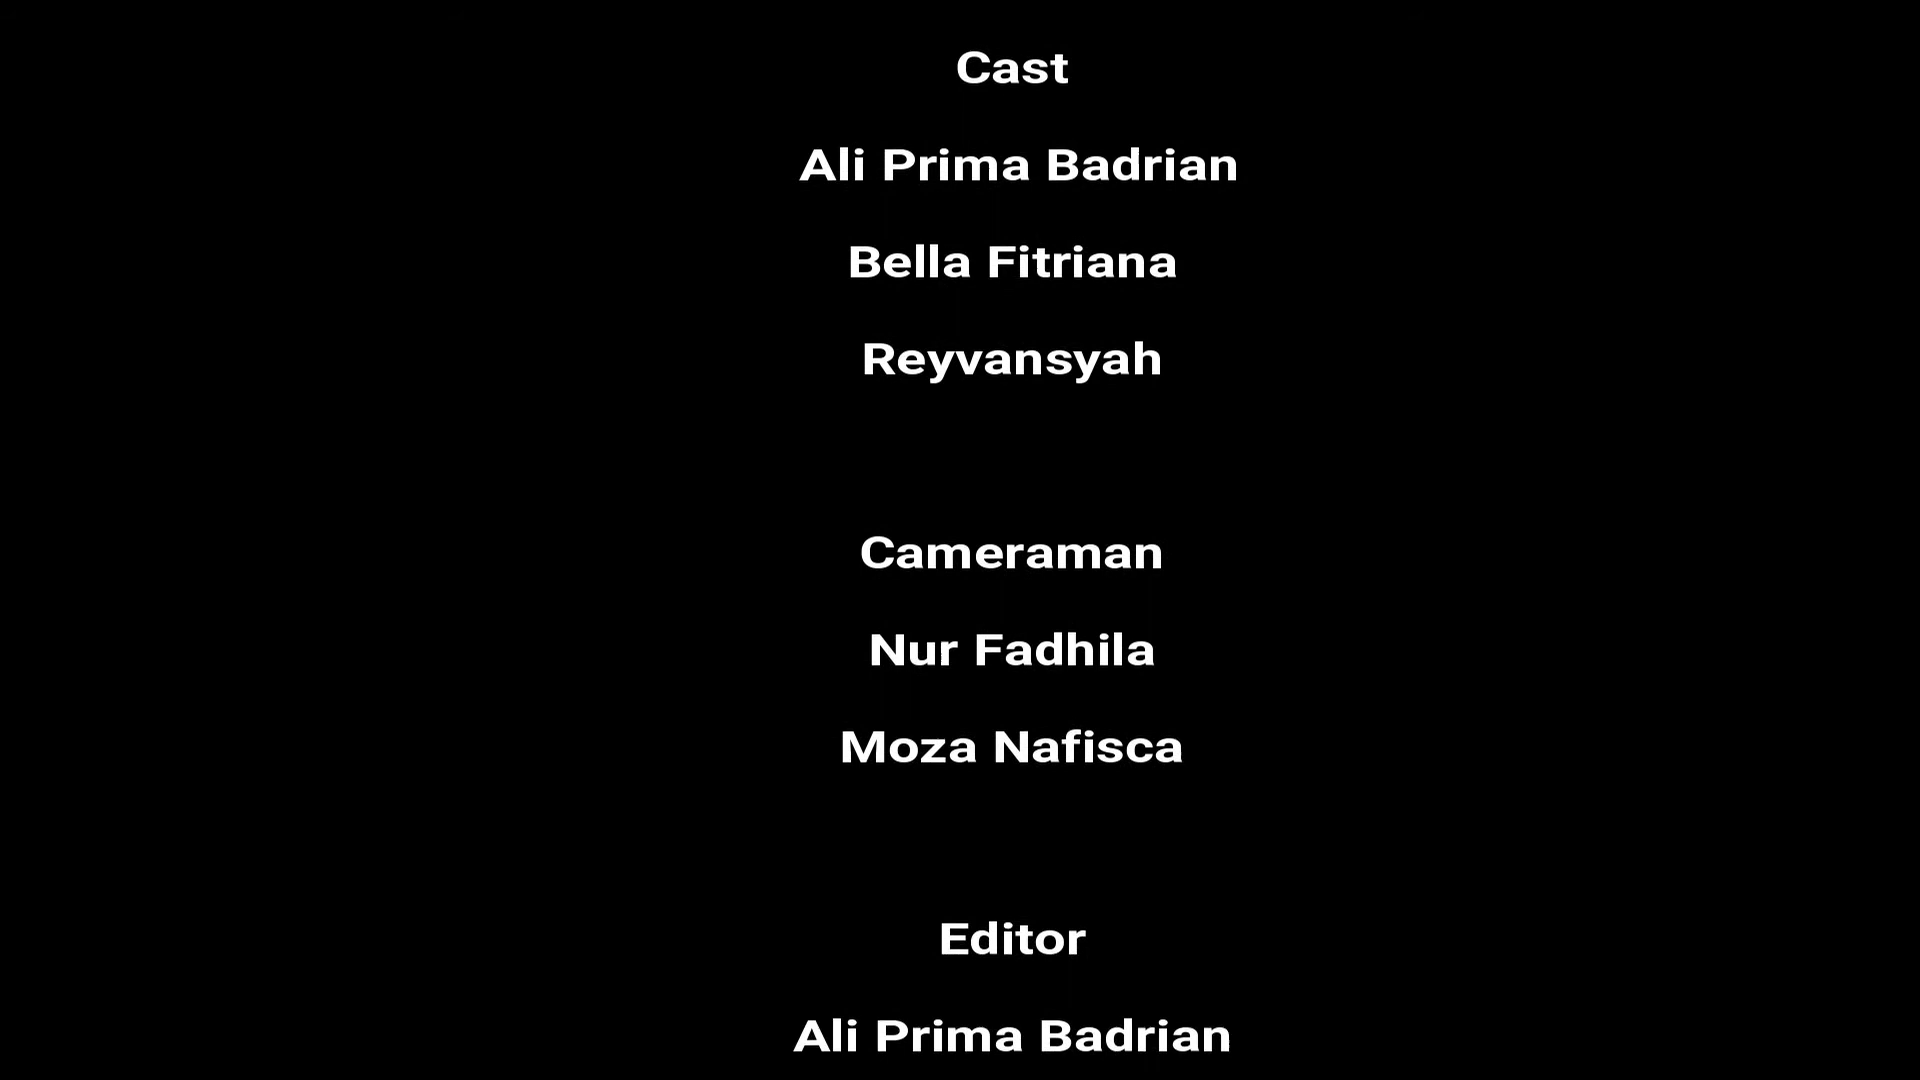 Cast
Ali Prima Badrian
Bella Fitriana
Reyvansyah
Cameraman
Nur Fadhila
Moza Nafisca
Editor
Ali Prima Badrian